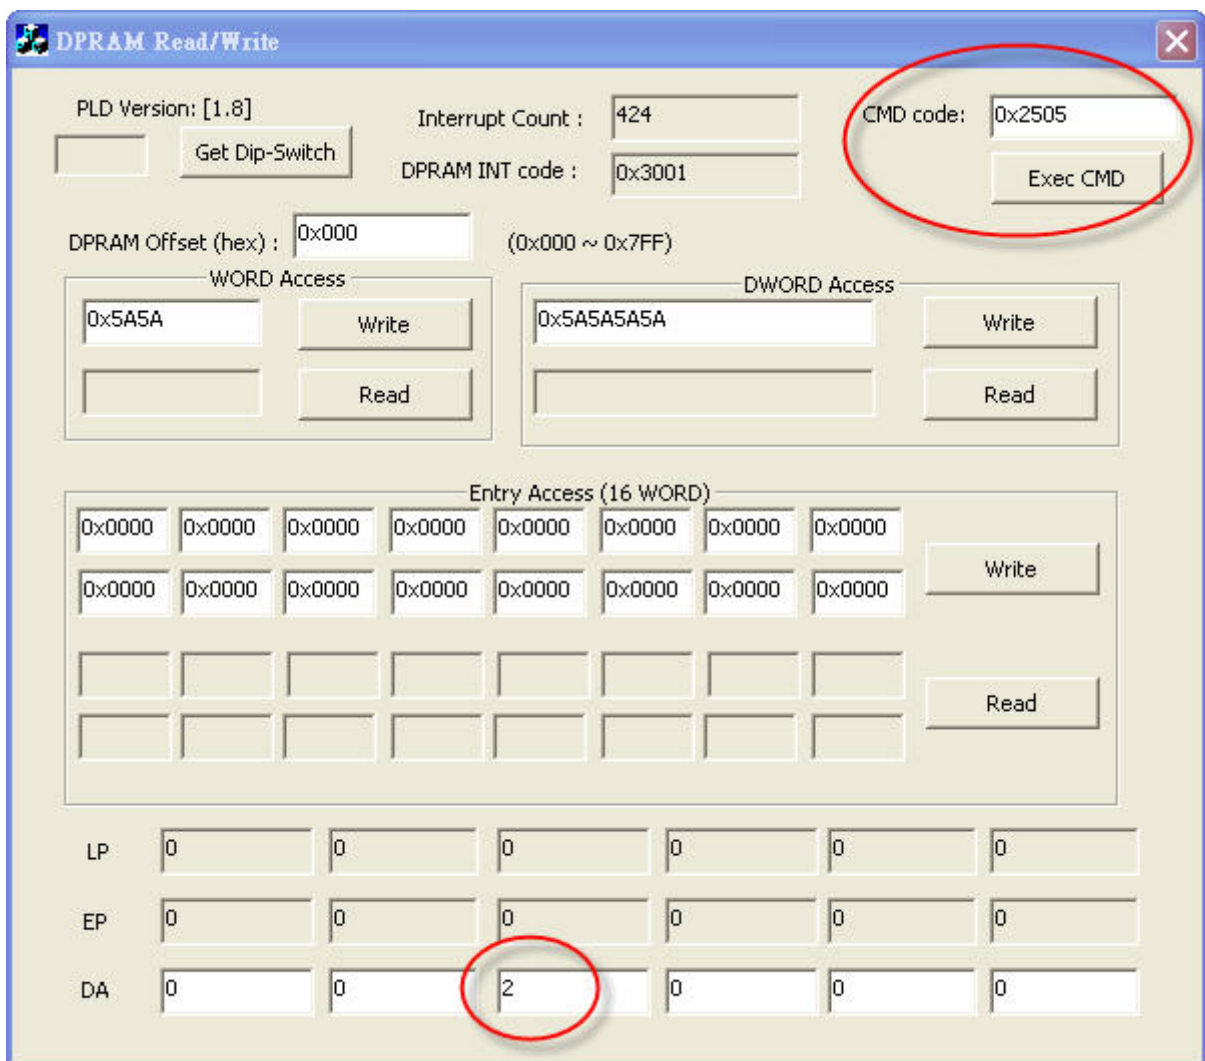 DPRAM Read/Write
PLD Version: [1.8]
Get Dip-Switch
Interrupt Count : 424
DPRAM INT code : 0x3001
CMD code: 0x2505
Exec CMD
DPRAM Offset (hex) : 0x000 (0x000 ~ 0x7FF)
WORD Access
0x5A5A Write
Read
DWORD Access
0x5A5A5A5A Write
Read
Entry Access (16 WORD)
0x0000 0x0000 0x0000 0x0000 0x0000 0x0000 0x0000 0x0000
0x0000 0x0000 0x0000 0x0000 0x0000 0x0000 0x0000 0x0000
Write
Read
LP 0 0 0 0 0 0
EP 0 0 0 0 0 0
DA 0 0 2 0 0 0